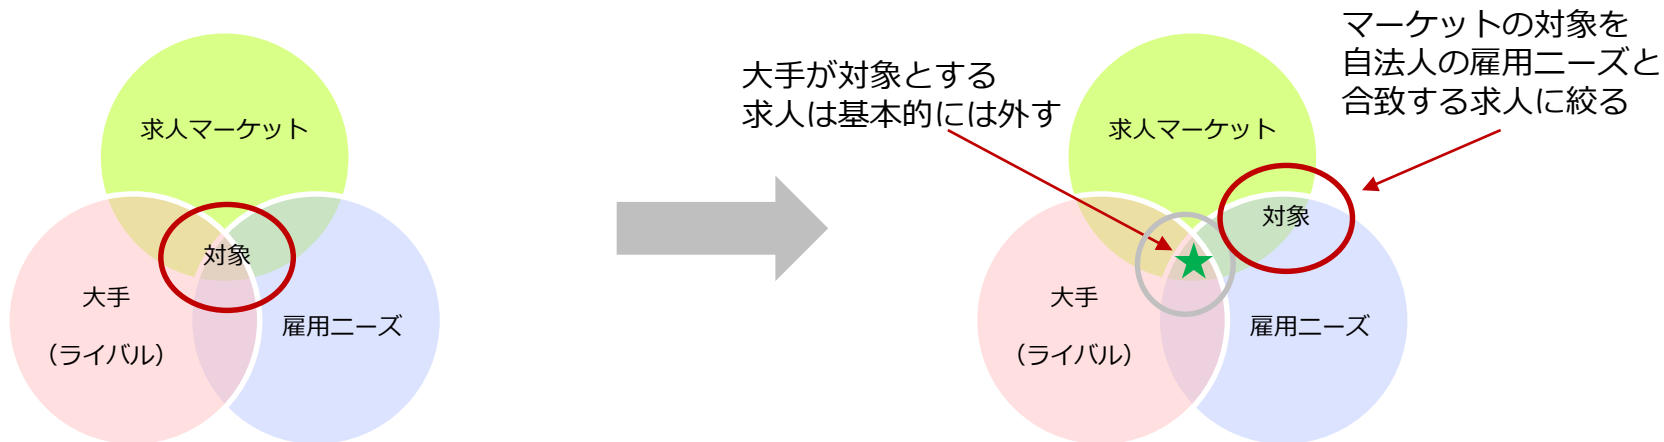 求人マーケット
対象
大手
（ライバル）
雇用ニーズ
大手が対象とする
求人は基本的には外す
マーケットの対象を
自法人の雇用ニーズと
合致する求人に絞る
求人マーケット
対象
大手
（ライバル）
雇用ニーズ